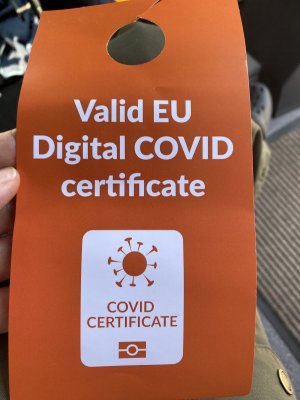 Valid EU
Digital COVID
certificate
COVID
CERTIFICATE